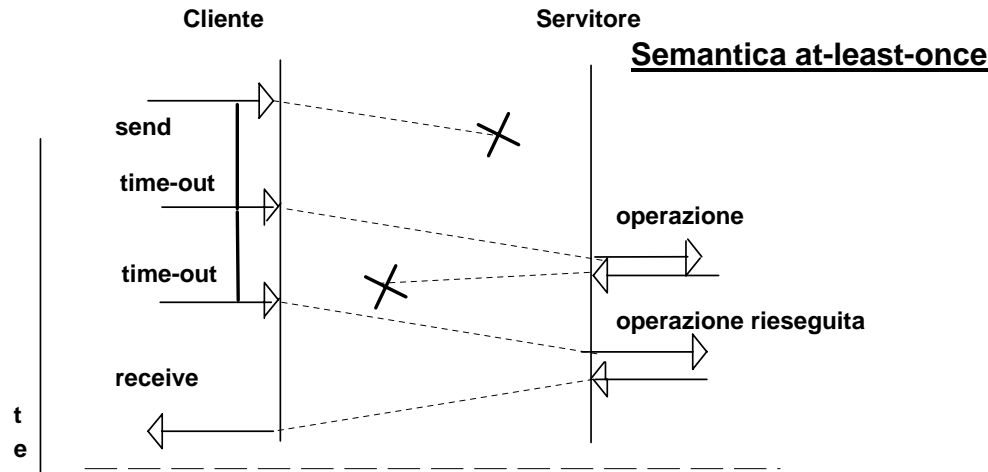 Cliente
Servitore
Semantica at-least-once
send
time-out
operazione
time-out
operazione rieseguita
receive
t
e